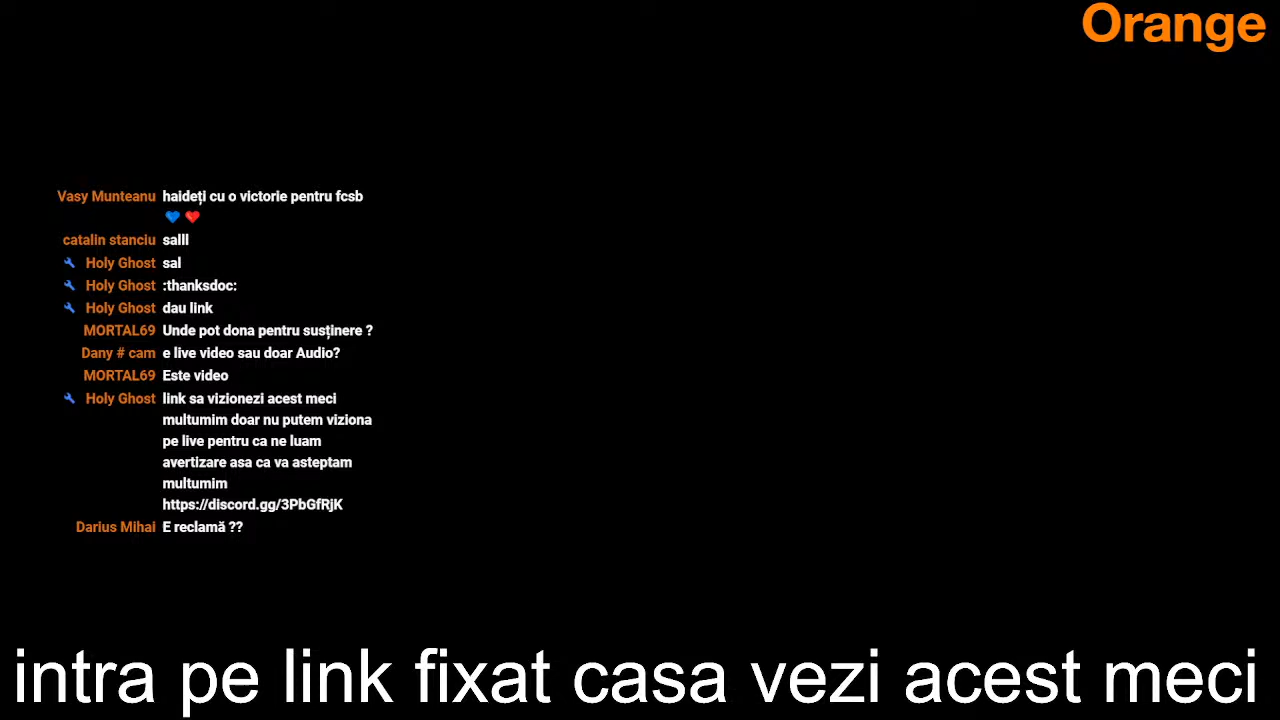 Orange
Vasy Munteanu haideți cu o victorie pentru fcsb
💙❤️
catalin stanciu salll
Holy Ghost sal
Holy Ghost :thanksdoc:
Holy Ghost dau link
MORTAL69 Unde pot dona pentru susținere ?
Dany # cam e live video sau doar Audio?
MORTAL69 Este video
Holy Ghost link sa vizionezi acest meci
multumim doar nu putem viziona
pe live pentru ca ne luam
avertizare asa ca va asteptam
multumim
https://discord.gg/3PbGfRjK
Darius Mihai E reclamă ??
intra pe link fixat casa vezi acest meci